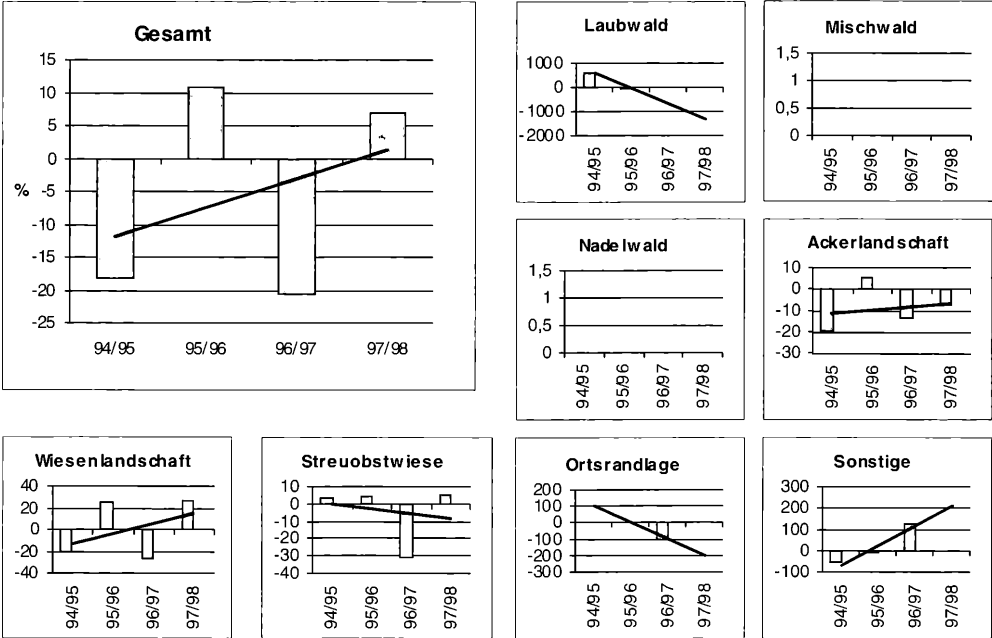 Gesamt
15
10
5
0
%
-5
-10
-15
-20
-25
94/95 95/96 96/97 97/98
Laubwald
1000
0
-1000
-2000
94/95 95/96 96/97 97/98
Mischwald
1,5
1
0,5
0
94/95 95/96 96/97 97/98
Nadelwald
1,5
1
0,5
0
94/95 95/96 96/97 97/98
Ackerlandschaft
10
0
-10
-20
-30
94/95 95/96 96/97 97/98
Wiesenlandschaft
40
20
0
-20
-40
94/95 95/96 96/97 97/98
Streuobstwiese
10
0
-10
-20
-30
-40
94/95 95/96 96/97 97/98
Ortsrandlage
200
100
0
-100
-200
-300
94/95 95/96 96/97 97/98
Sonstige
300
200
100
0
-100
94/95 95/96 96/97 97/98